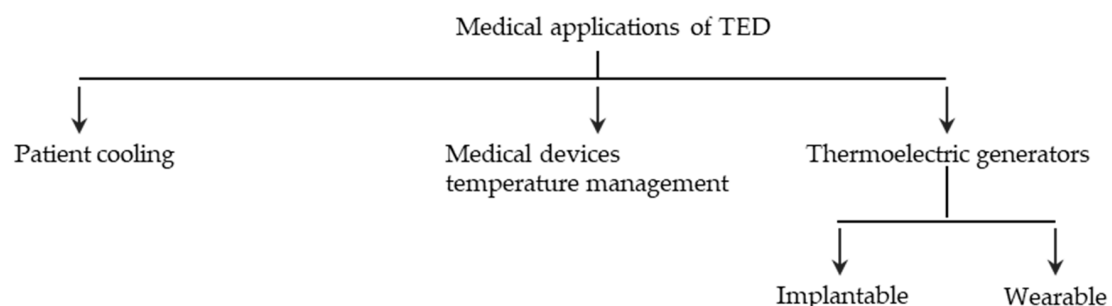 Medical applications of TED
Patient cooling
Medical devices
temperature management
Thermoelectric generators
Implantable
Wearable